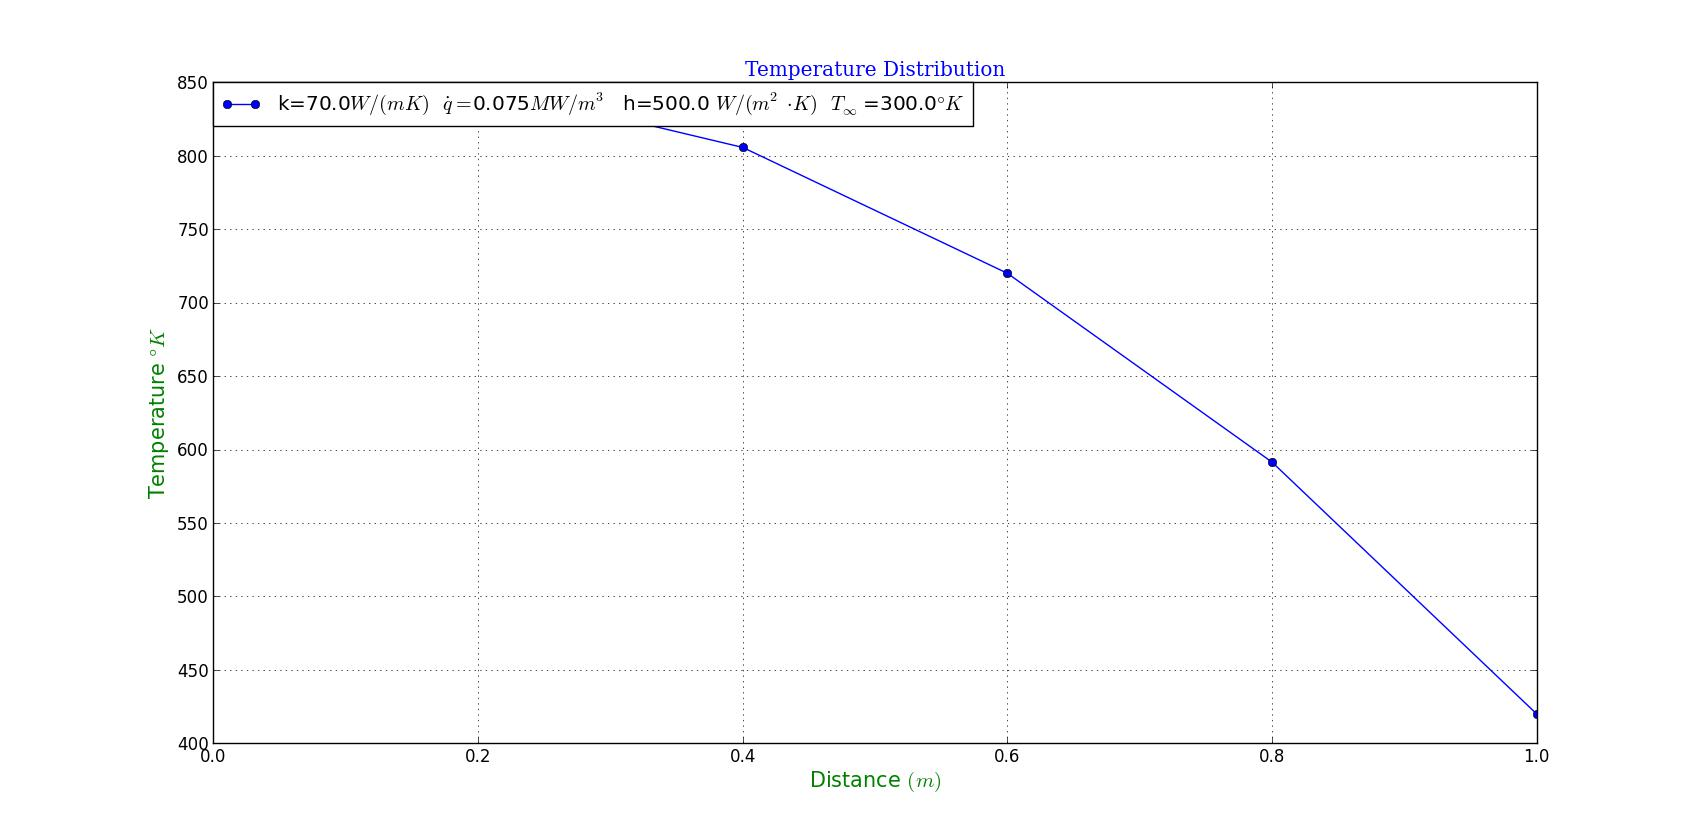 Temperature Distribution
k=70.0W/(mK) q̇=0.075MW/m³ h=500.0 W/(m² ·K) T∞ =300.0°K
850
800
750
700
650
600
550
500
450
400
Temperature °K
0.0 0.2 0.4 0.6 0.8 1.0
Distance (m)